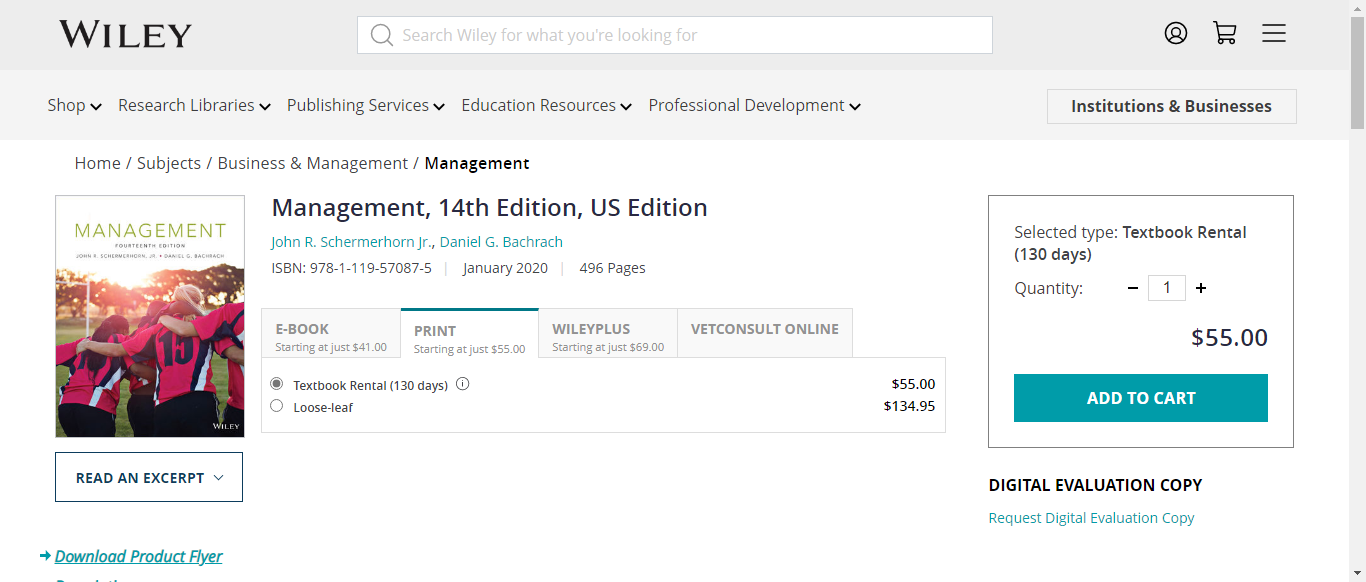 WILEY
Search Wiley for what you're looking for
Shop Research Libraries Publishing Services Education Resources Professional Development Institutions & Businesses
Home / Subjects / Business & Management / Management
MANAGEMENT
FOURTEENTH EDITION
JOHN R. SCHERMERHORN, JR. • DANIEL G. BACHRACH
15
WILEY
READ AN EXCERPT
Download Product Flyer
Management, 14th Edition, US Edition
John R. Schermerhorn Jr., Daniel G. Bachrach
ISBN: 978-1-119-57087-5 | January 2020 | 496 Pages
E-BOOK
Starting at just $41.00
PRINT
Starting at just $55.00
WILEYPLUS
Starting at just $69.00
VETCONSULT ONLINE
Textbook Rental (130 days) $55.00
Loose-leaf $134.95
Selected type: Textbook Rental
(130 days)
Quantity: − 1 +
$55.00
ADD TO CART
DIGITAL EVALUATION COPY
Request Digital Evaluation Copy